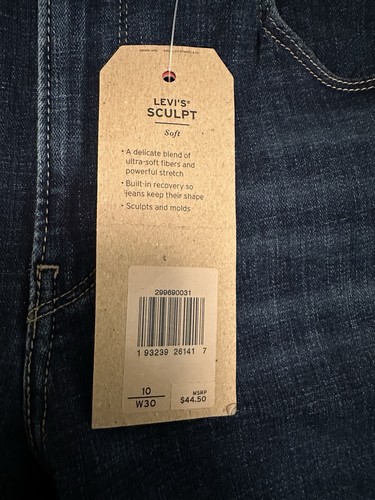 LEVI'S®
SCULPT
Soft
• A delicate blend of
ultra-soft fibers and
powerful stretch
• Built-in recovery so
jeans keep their shape
• Sculpts and molds
299690031
1 93239 26141 7
10
W30
MSRP
$44.50